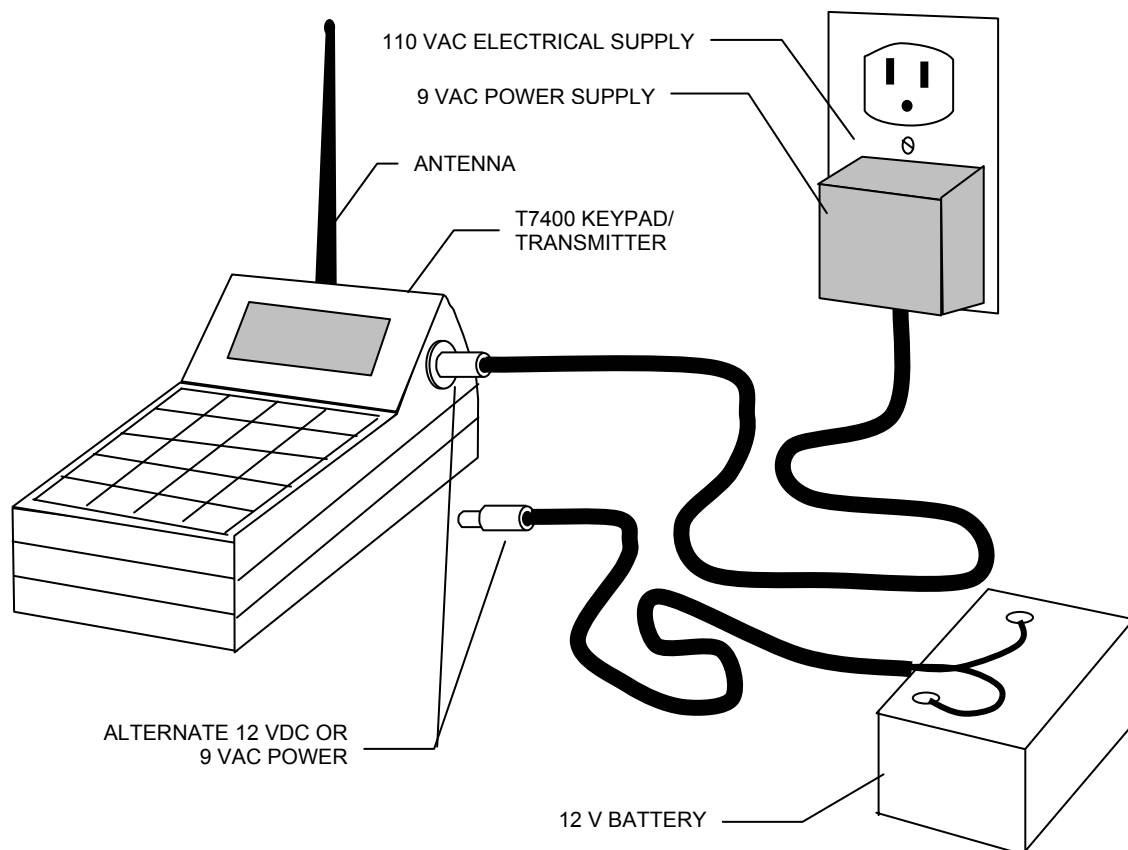 110 VAC ELECTRICAL SUPPLY
9 VAC POWER SUPPLY
ANTENNA
T7400 KEYPAD/
TRANSMITTER
ALTERNATE 12 VDC OR
9 VAC POWER
12 V BATTERY